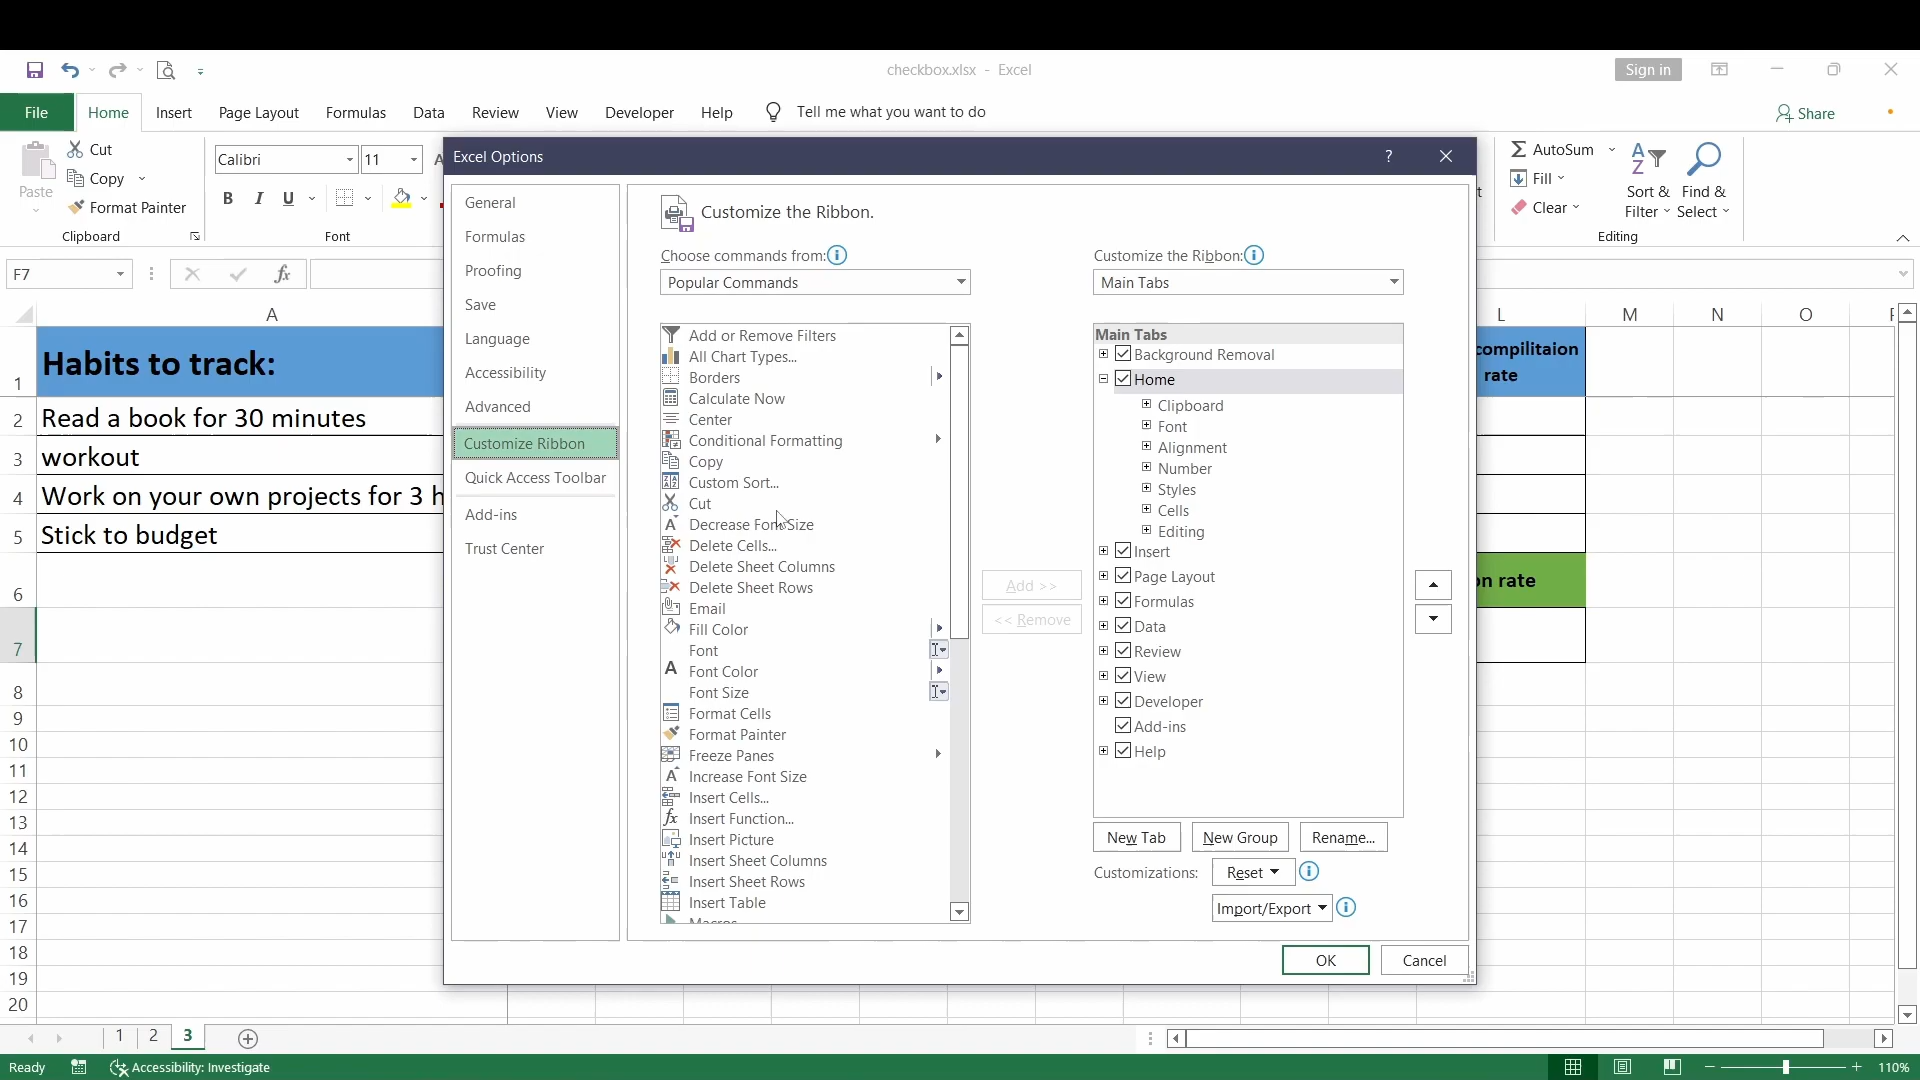 checkbox.xlsx - Excel
Sign in
File Home Insert Page Layout Formulas Data Review View Developer Help Tell me what you want to do
Share
Paste
Cut
Copy
Format Painter
Clipboard
Calibri 11
B I U
Font
AutoSum
Fill
Clear
Sort & Filter
Find & Select
Editing
F7
fx
A L M N O
1 Habits to track:
2 Read a book for 30 minutes
3 workout
4 Work on your own projects for 3 h
5 Stick to budget
6
7
8
9
10
11
12
13
14
15
16
17
18
19
20
compilitaion
rate
n rate
Excel Options
?
General
Formulas
Proofing
Save
Language
Accessibility
Advanced
Customize Ribbon
Quick Access Toolbar
Add-ins
Trust Center
Customize the Ribbon.
Choose commands from:
Popular Commands
Add or Remove Filters
All Chart Types...
Borders
Calculate Now
Center
Conditional Formatting
Copy
Custom Sort...
Cut
Decrease Font Size
Delete Cells...
Delete Sheet Columns
Delete Sheet Rows
Email
Fill Color
Font
Font Color
Font Size
Format Cells
Format Painter
Freeze Panes
Increase Font Size
Insert Cells...
Insert Function...
Insert Picture
Insert Sheet Columns
Insert Sheet Rows
Insert Table
Macros
Add >>
<< Remove
Customize the Ribbon:
Main Tabs
Main Tabs
Background Removal
Home
Clipboard
Font
Alignment
Number
Styles
Cells
Editing
Insert
Page Layout
Formulas
Data
Review
View
Developer
Add-ins
Help
New Tab New Group Rename...
Customizations: Reset
Import/Export
OK Cancel
1 2 3
Ready Accessibility: Investigate
110%